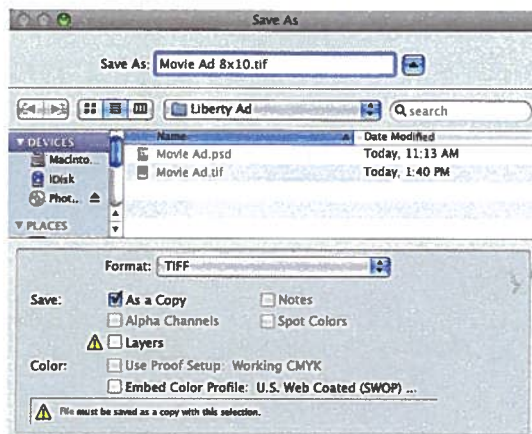 Save As
Save As: Movie Ad 8x10.tif
Liberty Ad
search
DEVICES
Name
Date Modified
MacInto...
Movie Ad.psd
Today, 11:13 AM
iDisk
Movie Ad.tif
Today, 1:40 PM
Phot...
PLACES
Format: TIFF
Save: As a Copy Notes
Alpha Channels Spot Colors
Layers
Color: Use Proof Setup: Working CMYK
Embed Color Profile: U.S. Web Coated (SWOP) ...
File must be saved as a copy with this selection.